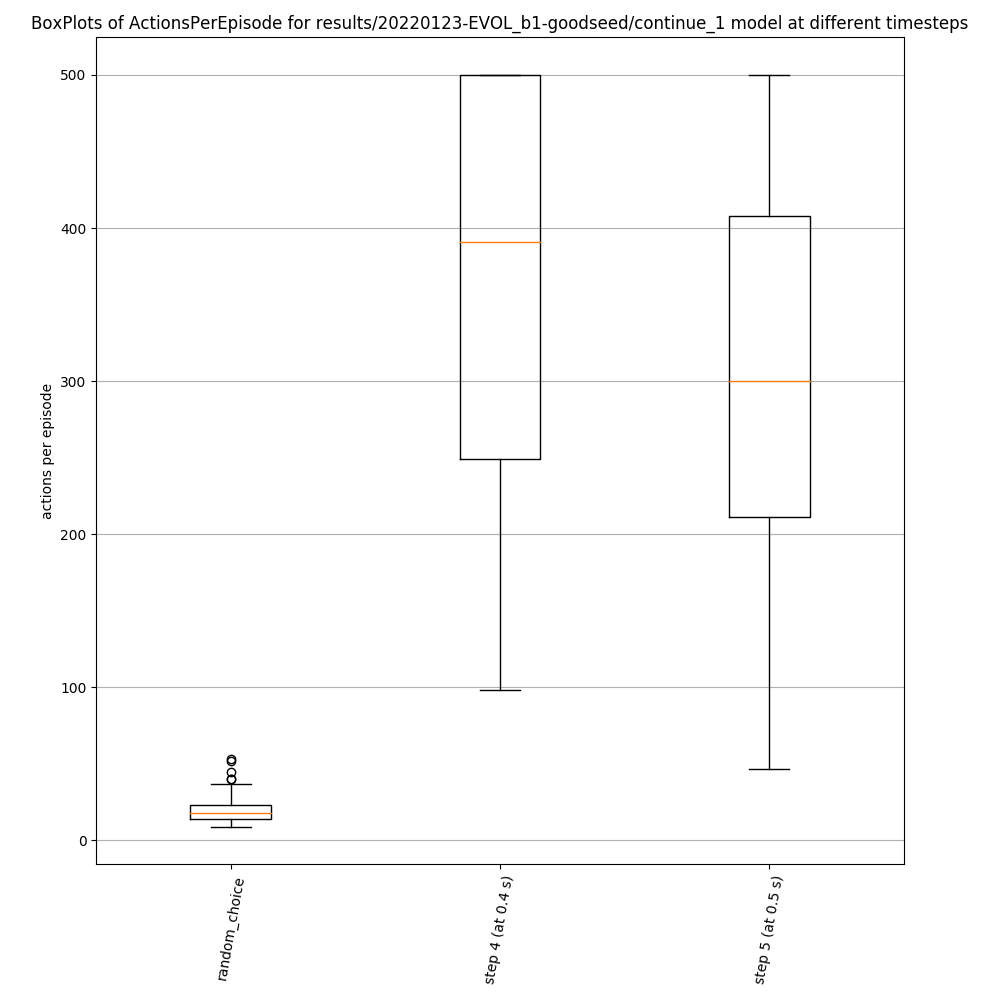 BoxPlots of ActionsPerEpisode for results/20220123-EVOL_b1-goodseed/continue_1 model at different timesteps
500
400
300
200
100
0
actions per episode
random_choice
step 4 (at 0.4 s)
step 5 (at 0.5 s)